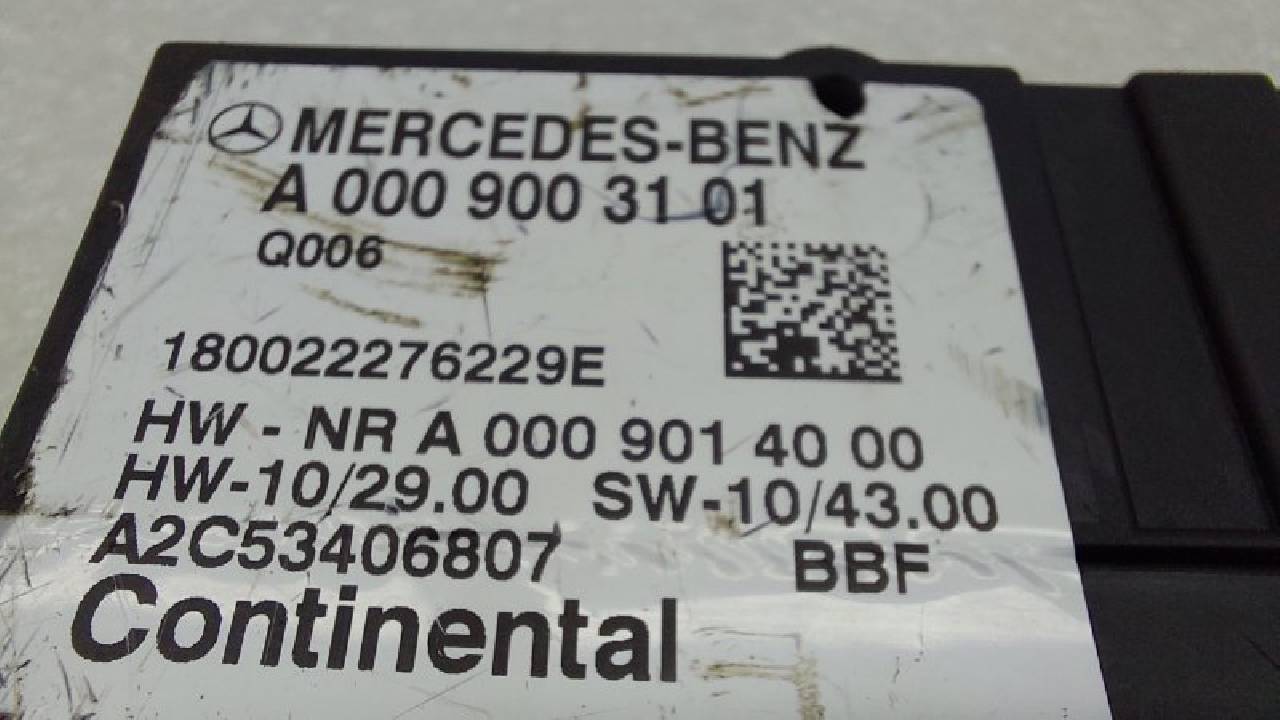 MERCEDES-BENZ
A 000 900 31 01
Q006
180022276229E
HW - NR A 000 901 40 00
HW-10/29.00 SW-10/43.00
A2C53406807 BBF
Continental